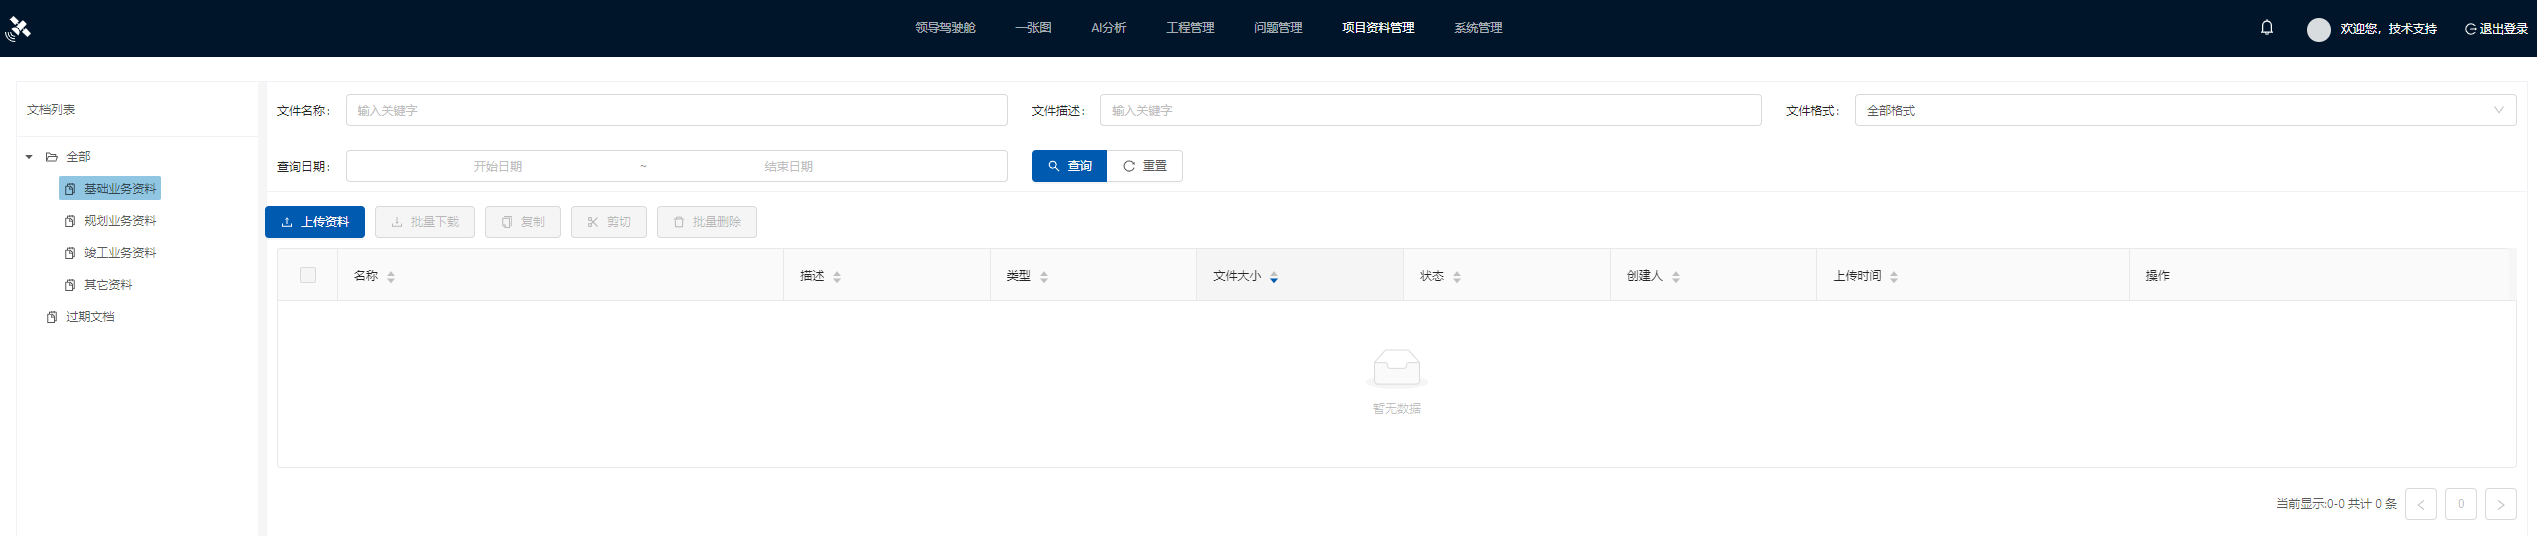 领导驾驶舱 一张图 AI分析 工程管理 问题管理 项目资料管理 系统管理 欢迎您，技术支持 退出登录
文档列表
全部
基础业务资料
规划业务资料
竣工业务资料
其它资料
过期文档
文件名称： 输入关键字 文件描述： 输入关键字 文件格式： 全部格式
查询日期： 开始日期 ~ 结束日期 查询 重置
上传资料 批量下载 复制 剪切 批量删除
名称 描述 类型 文件大小 状态 创建人 上传时间 操作
暂无数据
当前显示:0-0 共计 0 条 < 0 >